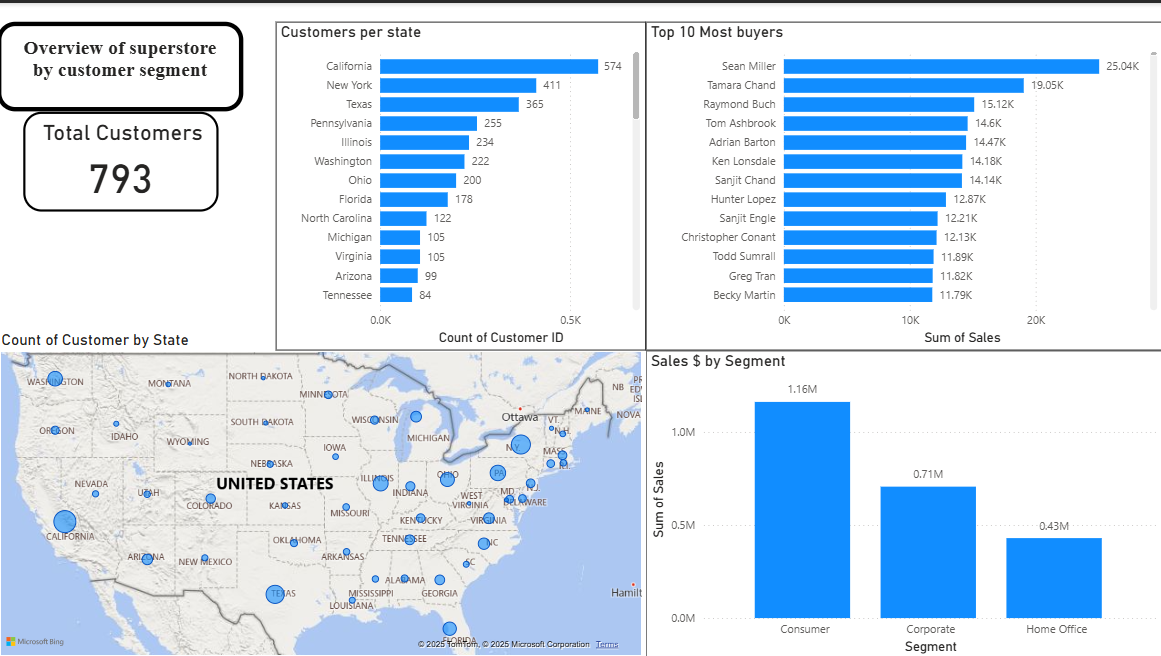 Overview of superstore
by customer segment
Total Customers
793
Customers per state
California 574
New York 411
Texas 365
Pennsylvania 255
Illinois 234
Washington 222
Ohio 200
Florida 178
North Carolina 122
Michigan 105
Virginia 105
Arizona 99
Tennessee 84
0.0K 0.5K
Count of Customer ID
Top 10 Most buyers
Sean Miller 25.04K
Tamara Chand 19.05K
Raymond Buch 15.12K
Tom Ashbrook 14.6K
Adrian Barton 14.47K
Ken Lonsdale 14.18K
Sanjit Chand 14.14K
Hunter Lopez 12.87K
Sanjit Engle 12.21K
Christopher Conant 12.13K
Todd Sumrall 11.89K
Greg Tran 11.82K
Becky Martin 11.79K
0K 10K 20K
Sum of Sales
Count of Customer by State
WASHINGTON
MONTANA
NORTH DAKOTA
MINNESOTA
OREGON
IDAHO
WYOMING
SOUTH DAKOTA
WISCONSIN
MICHIGAN
Ottawa
VT.
N.H.
MAINE
NB
NOVA
N.Y.
MASS.
R.I.
IOWA
NEBRASKA
NEVADA
UTAH
COLORADO
UNITED STATES
KANSAS
MISSOURI
ILLINOIS
INDIANA
OHIO
PA
N.J.
MD.
DELAWARE
WEST
VIRGINIA
KENTUCKY
VIRGINIA
CALIFORNIA
ARIZONA
NEW MEXICO
OKLAHOMA
ARKANSAS
TENNESSEE
NC
SC
TEXAS
LOUISIANA
MISSISSIPPI
ALABAMA
GEORGIA
FLORIDA
Hamilt
Microsoft Bing
© 2025 TomTom, © 2025 Microsoft Corporation Terms
Sales $ by Segment
Sum of Sales
1.0M
0.5M
0.0M
1.16M
0.71M
0.43M
Consumer Corporate Home Office
Segment